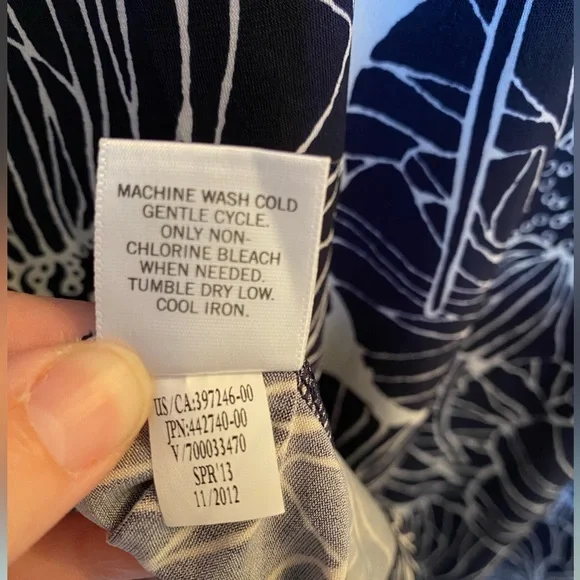 MACHINE WASH COLD
GENTLE CYCLE.
ONLY NON-
CHLORINE BLEACH
WHEN NEEDED.
TUMBLE DRY LOW.
COOL IRON.
US/CA:397246-00
JPN:442740-00
V/700033470
SPR'13
11/2012